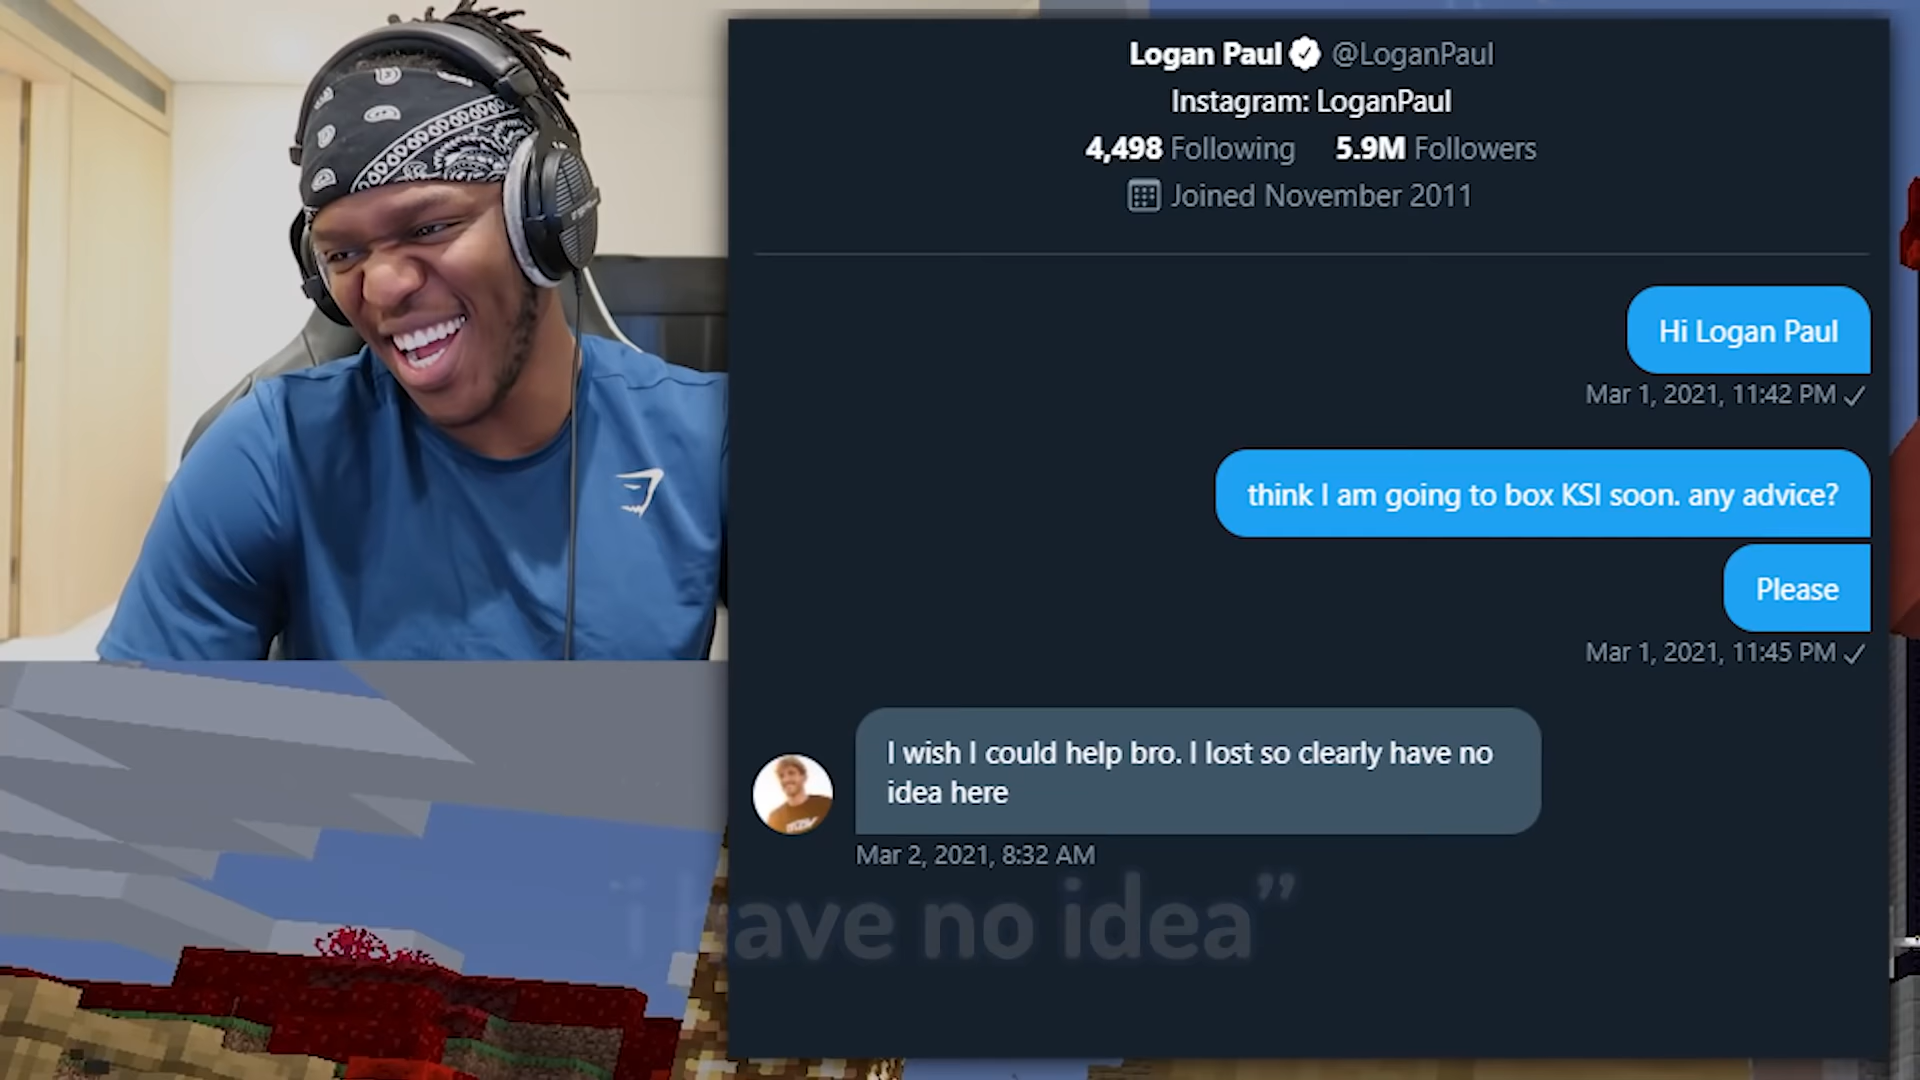 Logan Paul @LoganPaul
Instagram: LoganPaul
4,498 Following 5.9M Followers
Joined November 2011
Hi Logan Paul
Mar 1, 2021, 11:42 PM
think I am going to box KSI soon. any advice?
Please
Mar 1, 2021, 11:45 PM
I wish I could help bro. I lost so clearly have no
idea here
Mar 2, 2021, 8:32 AM
“i have no idea”